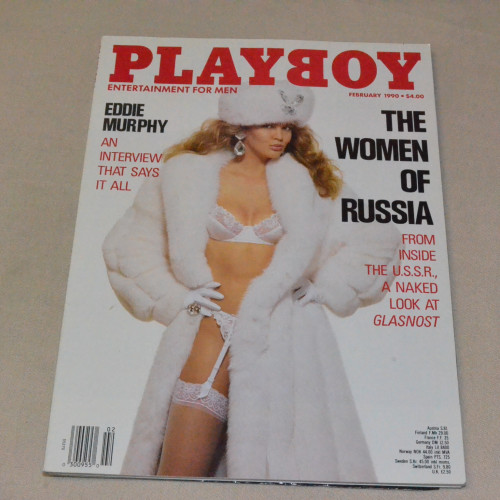 PLAYBOY
ENTERTAINMENT FOR MEN
FEBRUARY 1990 • $4.00
EDDIE
MURPHY
AN
INTERVIEW
THAT SAYS
IT ALL
THE
WOMEN
OF
RUSSIA
FROM
INSIDE
THE U.S.S.R.,
A NAKED
LOOK AT
GLASNOST
02